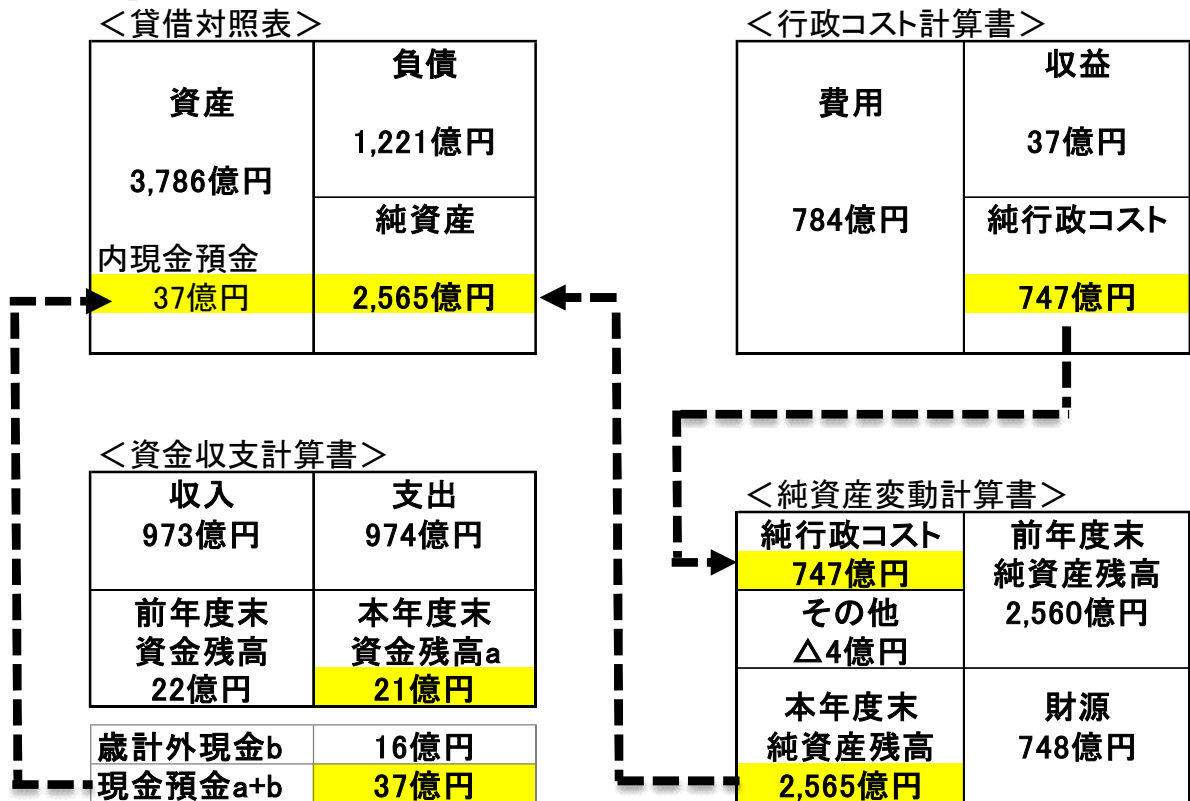 ＜貸借対照表＞
資産
3,786億円
内現金預金
37億円
負債
1,221億円
純資産
2,565億円
＜行政コスト計算書＞
費用
784億円
収益
37億円
純行政コスト
747億円
＜資金収支計算書＞
収入
973億円
支出
974億円
前年度末
資金残高
22億円
本年度末
資金残高a
21億円
歳計外現金b
16億円
現金預金a+b
37億円
＜純資産変動計算書＞
純行政コスト
747億円
その他
△4億円
本年度末
純資産残高
2,565億円
前年度末
純資産残高
2,560億円
財源
748億円